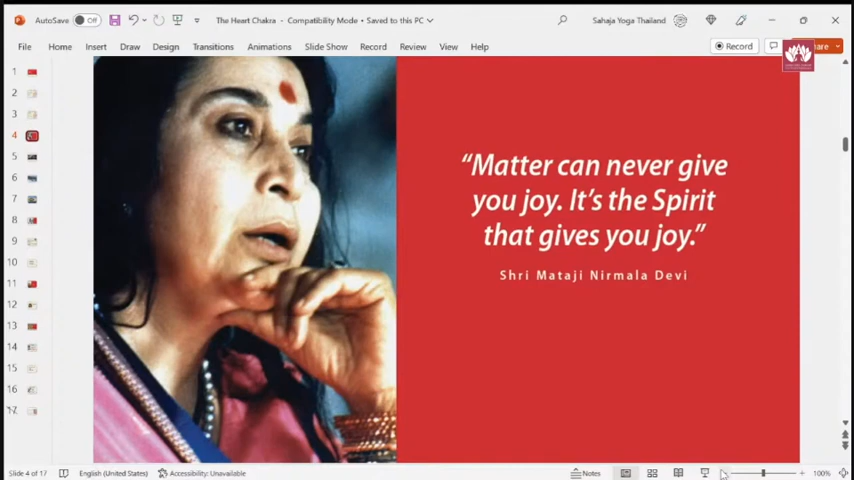 AutoSave Off The Heart Chakra - Compatibility Mode • Saved to this PC Sahaja Yoga Thailand
File Home Insert Draw Design Transitions Animations Slide Show Record Review View Help Record
1
2
3
4
5
6
7
8
9
10
11
12
13
14
15
16
17
“Matter can never give
you joy. It’s the Spirit
that gives you joy.”
Shri Mataji Nirmala Devi
Slide 4 of 17 English (United States) Accessibility: Unavailable Notes 100%